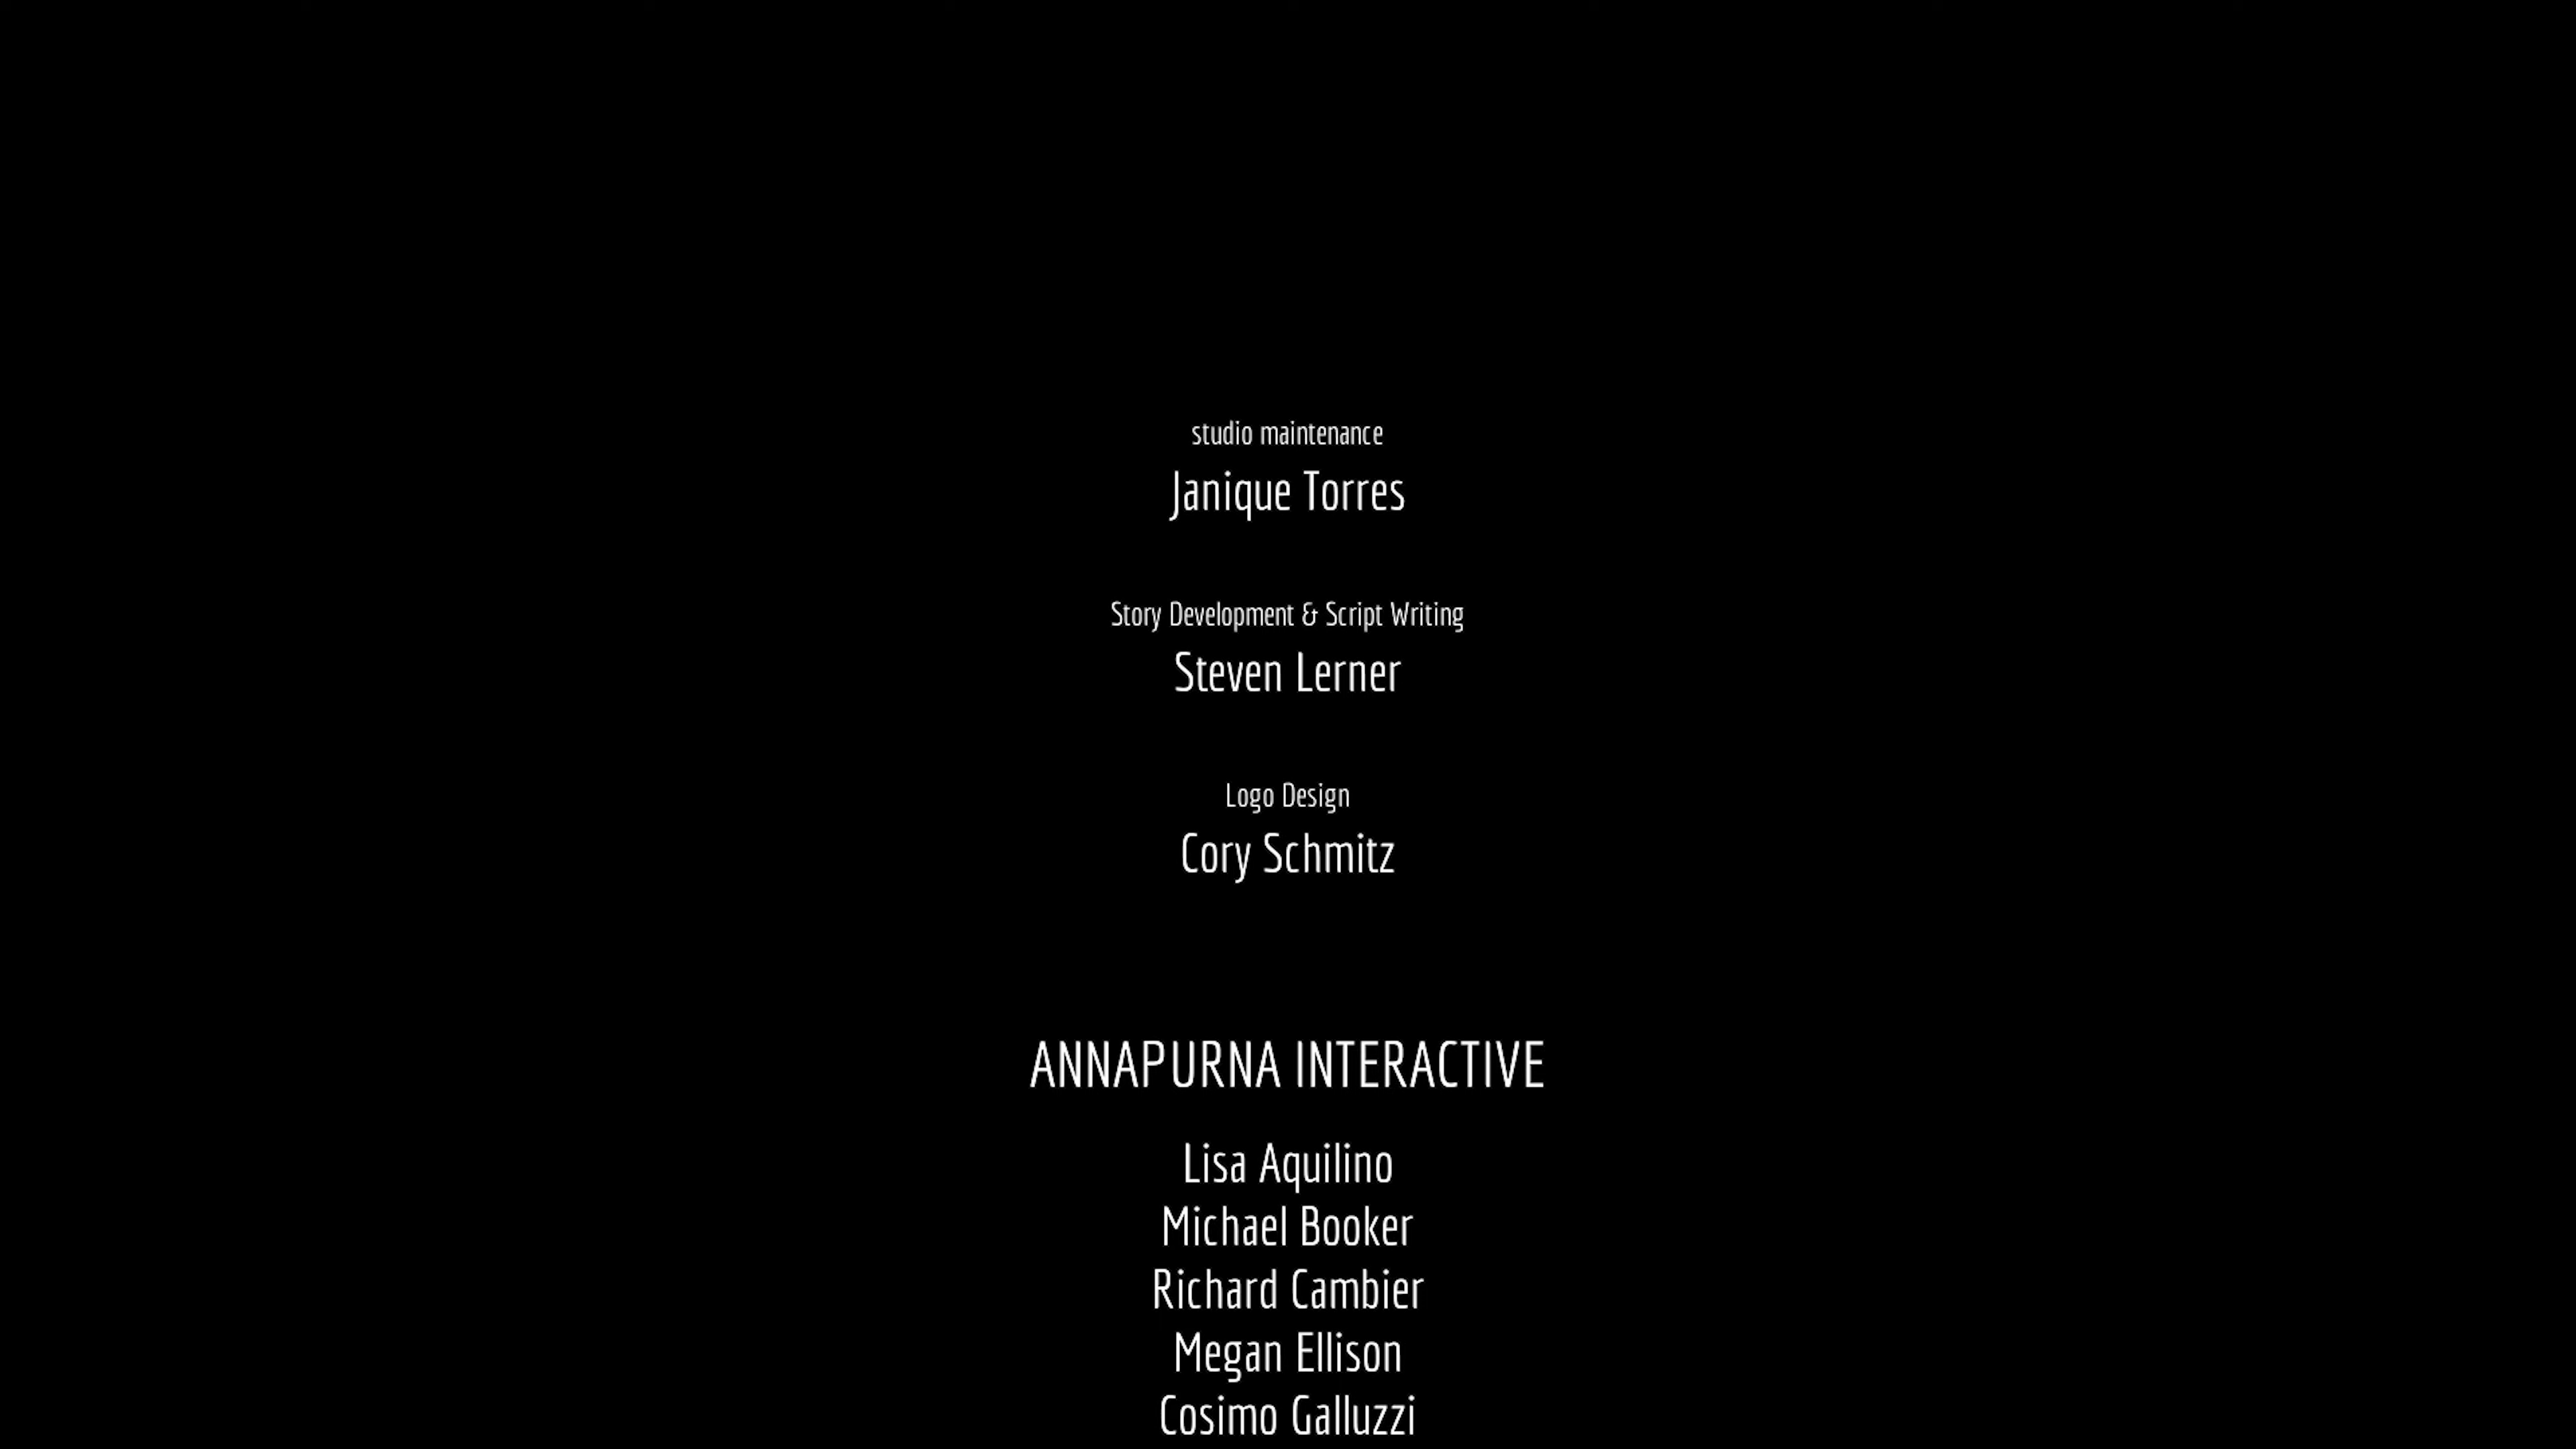 studio maintenance
Janique Torres
Story Development & Script Writing
Steven Lerner
Logo Design
Cory Schmitz
ANNAPURNA INTERACTIVE
Lisa Aquilino
Michael Booker
Richard Cambier
Megan Ellison
Cosimo Galluzzi